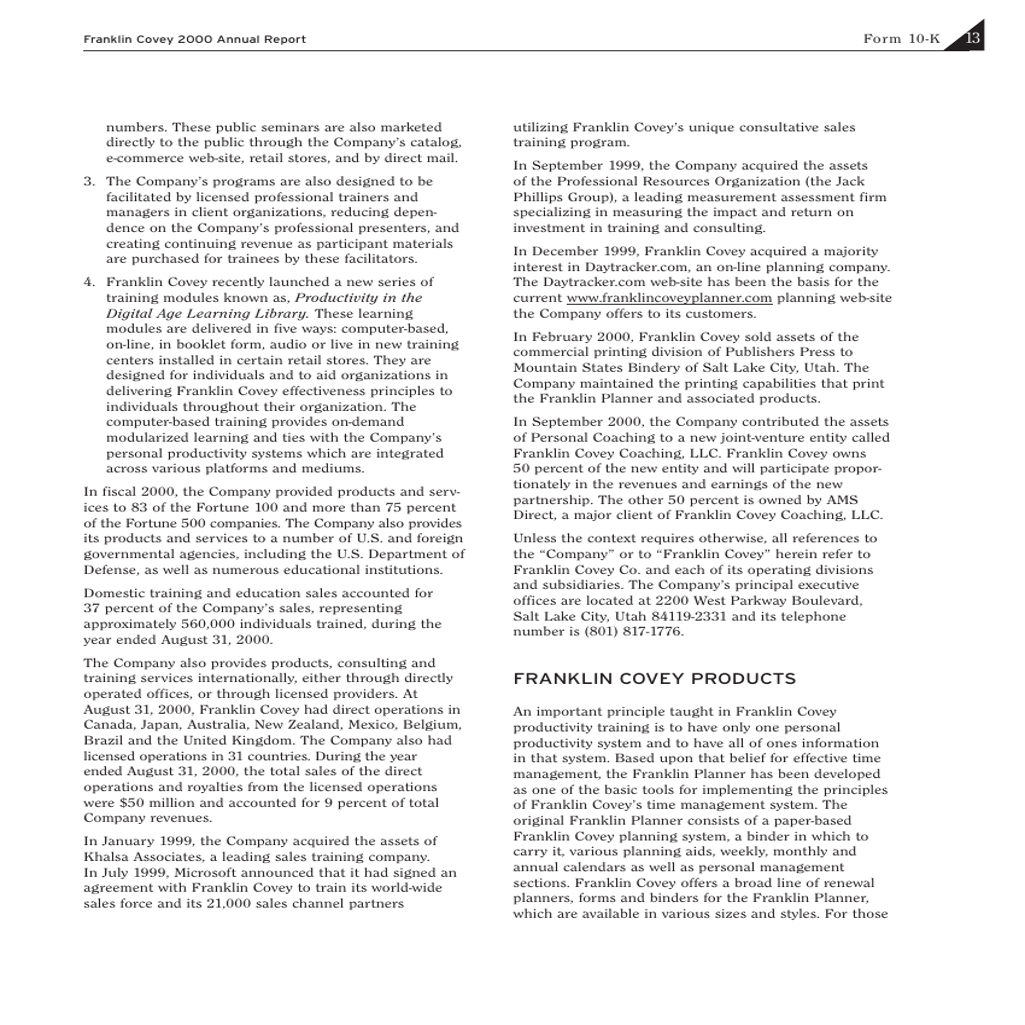 Franklin Covey 2000 Annual Report
Form 10-K 13
numbers. These public seminars are also marketed
directly to the public through the Company's catalog,
e-commerce web-site, retail stores, and by direct mail.
3. The Company's programs are also designed to be
facilitated by licensed professional trainers and
managers in client organizations, reducing depen-
dence on the Company's professional presenters, and
creating continuing revenue as participant materials
are purchased for trainees by these facilitators.
4. Franklin Covey recently launched a new series of
training modules known as, Productivity in the
Digital Age Learning Library. These learning
modules are delivered in five ways: computer-based,
on-line, in booklet form, audio or live in new training
centers installed in certain retail stores. They are
designed for individuals and to aid organizations in
delivering Franklin Covey effectiveness principles to
individuals throughout their organization. The
computer-based training provides on-demand
modularized learning and ties with the Company's
personal productivity systems which are integrated
across various platforms and mediums.
In fiscal 2000, the Company provided products and serv-
ices to 83 of the Fortune 100 and more than 75 percent
of the Fortune 500 companies. The Company also provides
its products and services to a number of U.S. and foreign
governmental agencies, including the U.S. Department of
Defense, as well as numerous educational institutions.
Domestic training and education sales accounted for
37 percent of the Company's sales, representing
approximately 560,000 individuals trained, during the
year ended August 31, 2000.
The Company also provides products, consulting and
training services internationally, either through directly
operated offices, or through licensed providers. At
August 31, 2000, Franklin Covey had direct operations in
Canada, Japan, Australia, New Zealand, Mexico, Belgium,
Brazil and the United Kingdom. The Company also had
licensed operations in 31 countries. During the year
ended August 31, 2000, the total sales of the direct
operations and royalties from the licensed operations
were $50 million and accounted for 9 percent of total
Company revenues.
In January 1999, the Company acquired the assets of
Khalsa Associates, a leading sales training company.
In July 1999, Microsoft announced that it had signed an
agreement with Franklin Covey to train its world-wide
sales force and its 21,000 sales channel partners
utilizing Franklin Covey's unique consultative sales
training program.
In September 1999, the Company acquired the assets
of the Professional Resources Organization (the Jack
Phillips Group), a leading measurement assessment firm
specializing in measuring the impact and return on
investment in training and consulting.
In December 1999, Franklin Covey acquired a majority
interest in Daytracker.com, an on-line planning company.
The Daytracker.com web-site has been the basis for the
current www.franklincoveyplanner.com planning web-site
the Company offers to its customers.
In February 2000, Franklin Covey sold assets of the
commercial printing division of Publishers Press to
Mountain States Bindery of Salt Lake City, Utah. The
Company maintained the printing capabilities that print
the Franklin Planner and associated products.
In September 2000, the Company contributed the assets
of Personal Coaching to a new joint-venture entity called
Franklin Covey Coaching, LLC. Franklin Covey owns
50 percent of the new entity and will participate propor-
tionately in the revenues and earnings of the new
partnership. The other 50 percent is owned by AMS
Direct, a major client of Franklin Covey Coaching, LLC.
Unless the context requires otherwise, all references to
the “Company” or to “Franklin Covey” herein refer to
Franklin Covey Co. and each of its operating divisions
and subsidiaries. The Company's principal executive
offices are located at 2200 West Parkway Boulevard,
Salt Lake City, Utah 84119-2331 and its telephone
number is (801) 817-1776.
FRANKLIN COVEY PRODUCTS
An important principle taught in Franklin Covey
productivity training is to have only one personal
productivity system and to have all of ones information
in that system. Based upon that belief for effective time
management, the Franklin Planner has been developed
as one of the basic tools for implementing the principles
of Franklin Covey's time management system. The
original Franklin Planner consists of a paper-based
Franklin Covey planning system, a binder in which to
carry it, various planning aids, weekly, monthly and
annual calendars as well as personal management
sections. Franklin Covey offers a broad line of renewal
planners, forms and binders for the Franklin Planner,
which are available in various sizes and styles. For those